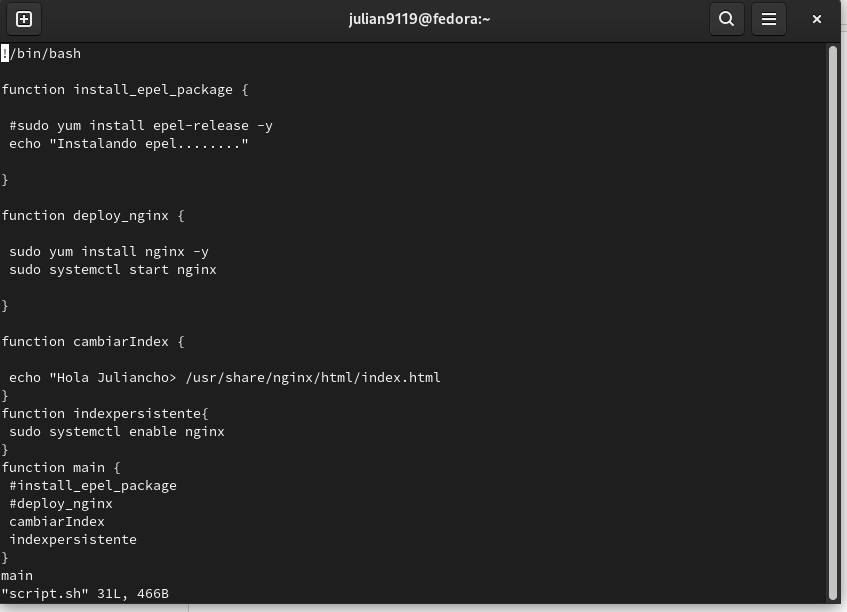 julian9119@fedora:~
!/bin/bash
function install_epel_package {
#sudo yum install epel-release -y
echo "Instalando epel........"
}
function deploy_nginx {
sudo yum install nginx -y
sudo systemctl start nginx
}
function cambiarIndex {
echo "Hola Juliancho> /usr/share/nginx/html/index.html
}
function indexpersistente{
sudo systemctl enable nginx
}
function main {
#install_epel_package
#deploy_nginx
cambiarIndex
indexpersistente
}
main
"script.sh" 31L, 466B